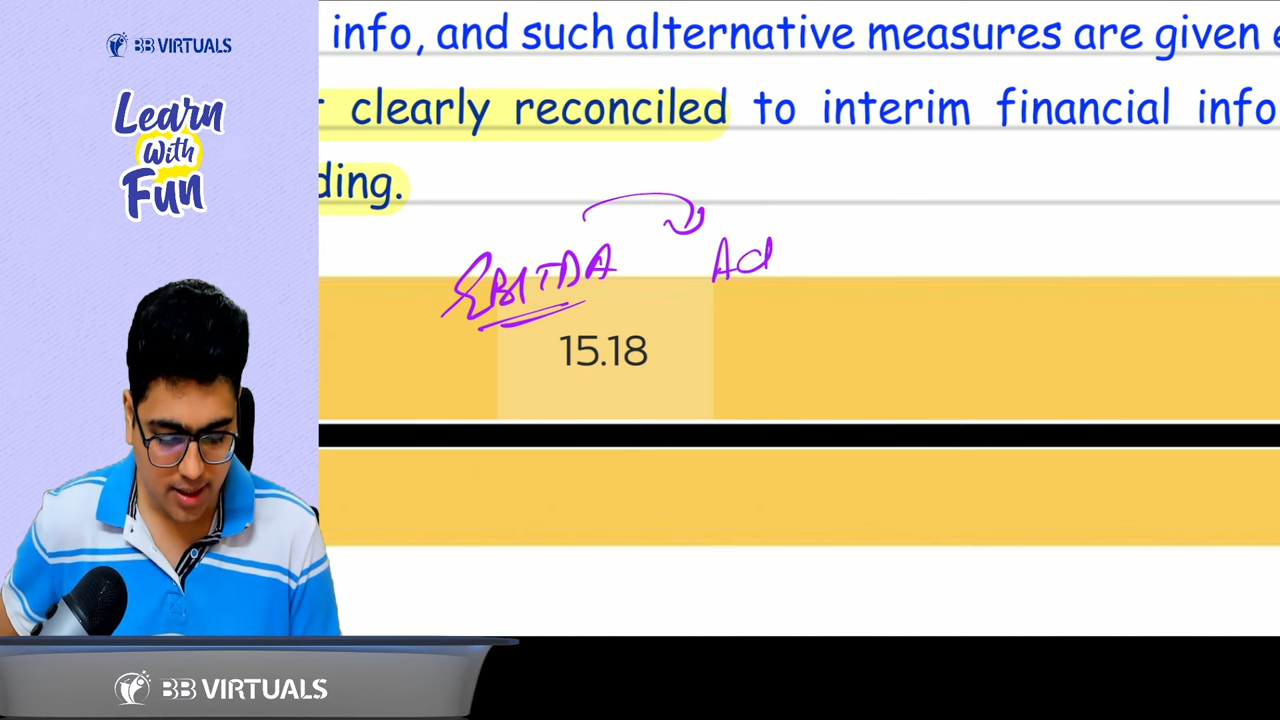 BB VIRTUALS
Learn
With
Fun
info, and such alternative measures are given
clearly reconciled to interim financial info
ding.
EBITDA Ad
15.18
BB VIRTUALS